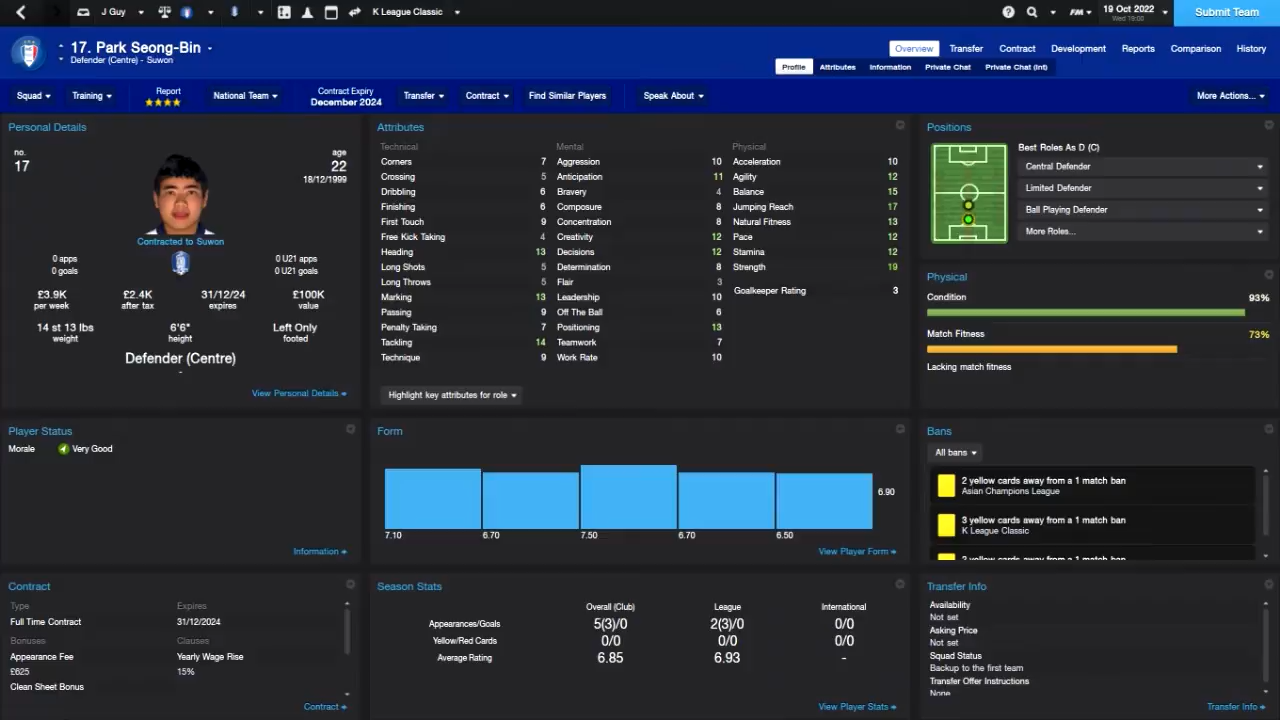 J Guy
K League Classic
FM
19 Oct 2022
Wed 19:00
Submit Team
17. Park Seong-Bin
Defender (Centre) - Suwon
Overview Transfer Contract Development Reports Comparison History
Profile Attributes Information Private Chat Private Chat (Int)
Squad Training Report National Team Contract Expiry December 2024 Transfer Contract Find Similar Players Speak About More Actions...
Personal Details
no.
17
age
22
18/12/1999
Contracted to Suwon
0 apps
0 goals
0 U21 apps
0 U21 goals
£3.9K
per week
£2.4K
after tax
31/12/24
expires
£100K
value
14 st 13 lbs
weight
6'6"
height
Left Only
footed
Defender (Centre)
-
View Personal Details
Attributes
Technical Mental Physical
Corners 7 Aggression 10 Acceleration 10
Crossing 5 Anticipation 11 Agility 12
Dribbling 6 Bravery 4 Balance 15
Finishing 6 Composure 8 Jumping Reach 17
First Touch 9 Concentration 8 Natural Fitness 13
Free Kick Taking 4 Creativity 12 Pace 12
Heading 13 Decisions 12 Stamina 12
Long Shots 5 Determination 8 Strength 19
Long Throws 5 Flair 3
Goalkeeper Rating 3
Marking 13 Leadership 10
Passing 9 Off The Ball 6
Penalty Taking 7 Positioning 13
Tackling 14 Teamwork 7
Technique 9 Work Rate 10
Highlight key attributes for role
Positions
Best Roles As D (C)
Central Defender
Limited Defender
Ball Playing Defender
More Roles...
Physical
Condition 93%
Match Fitness 73%
Lacking match fitness
Player Status
Morale Very Good
Information
Form
6.90
7.10 6.70 7.50 6.70 6.50
View Player Form
Bans
All bans
2 yellow cards away from a 1 match ban
Asian Champions League
3 yellow cards away from a 1 match ban
K League Classic
Contract
Type Expires
Full Time Contract 31/12/2024
Bonuses Clauses
Appearance Fee Yearly Wage Rise
£625 15%
Clean Sheet Bonus
Contract
Season Stats
Overall (Club) League International
Appearances/Goals 5(3)/0 2(3)/0 0/0
Yellow/Red Cards 0/0 0/0 0/0
Average Rating 6.85 6.93 -
View Player Stats
Transfer Info
Availability
Not set
Asking Price
Not set
Squad Status
Backup to the first team
Transfer Offer Instructions
None
Transfer Info